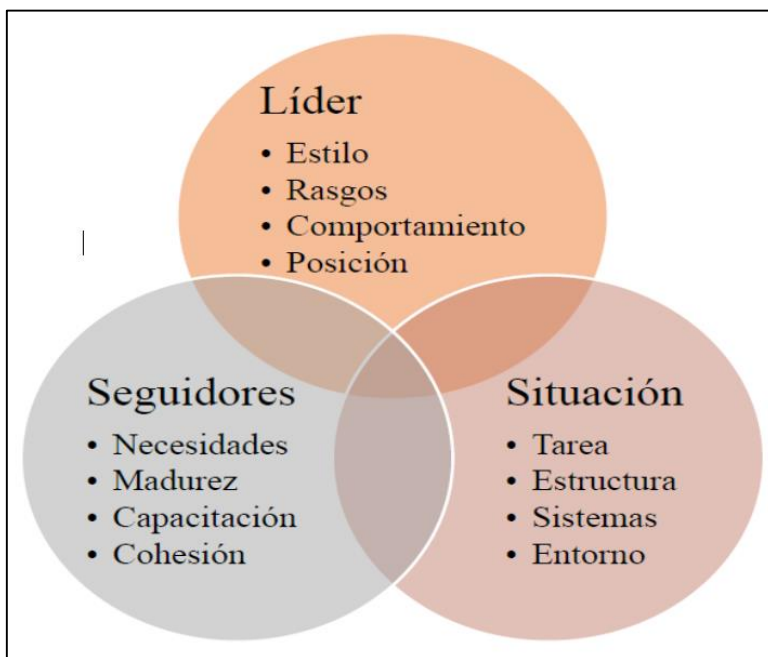 Líder
• Estilo
• Rasgos
• Comportamiento
• Posición
Seguidores
• Necesidades
• Madurez
• Capacitación
• Cohesión
Situación
• Tarea
• Estructura
• Sistemas
• Entorno